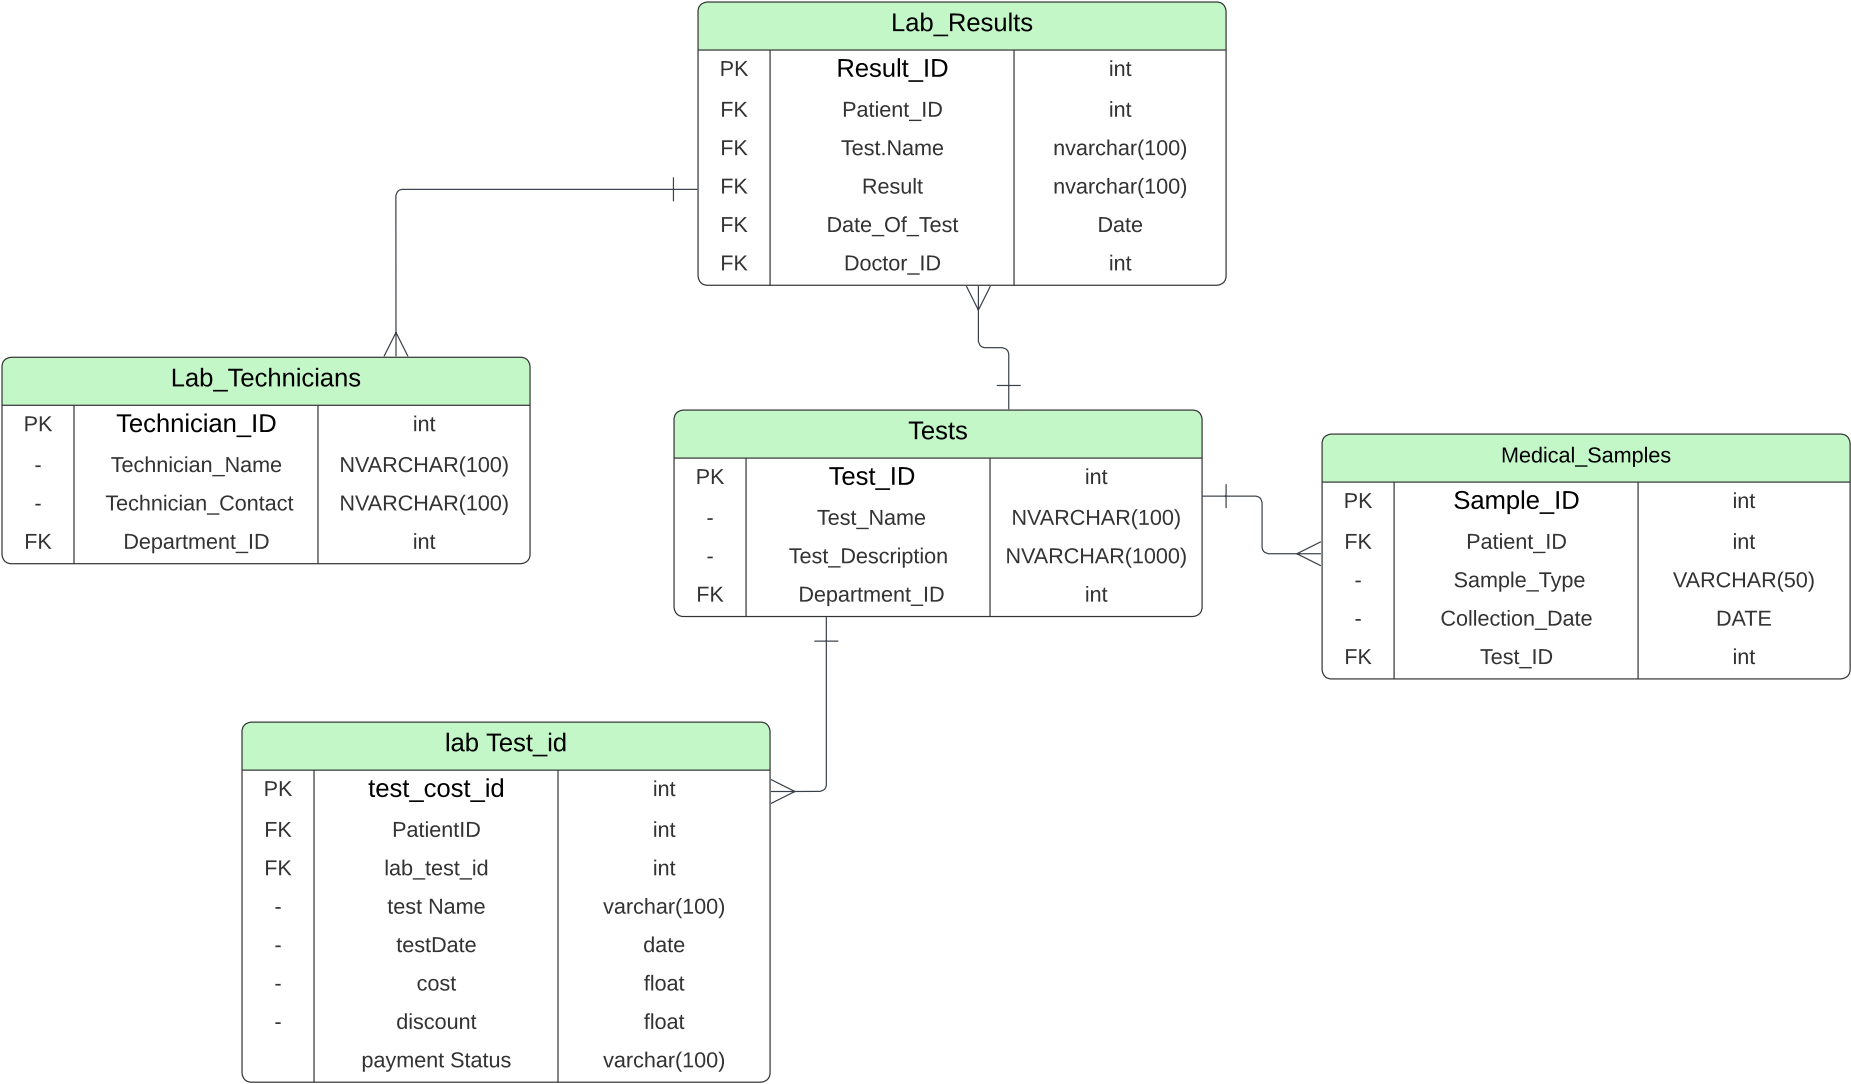 Lab_Results
PK Result_ID int
FK Patient_ID int
FK Test.Name nvarchar(100)
FK Result nvarchar(100)
FK Date_Of_Test Date
FK Doctor_ID int
Lab_Technicians
PK Technician_ID int
- Technician_Name NVARCHAR(100)
- Technician_Contact NVARCHAR(100)
FK Department_ID int
Tests
PK Test_ID int
- Test_Name NVARCHAR(100)
- Test_Description NVARCHAR(1000)
FK Department_ID int
Medical_Samples
PK Sample_ID int
FK Patient_ID int
- Sample_Type VARCHAR(50)
- Collection_Date DATE
FK Test_ID int
lab Test_id
PK test_cost_id int
FK PatientID int
FK lab_test_id int
- test Name varchar(100)
- testDate date
- cost float
- discount float
payment Status varchar(100)